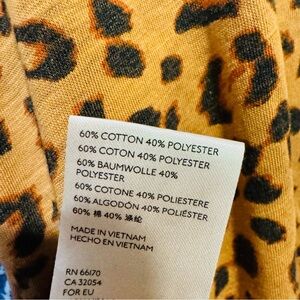 60% COTTON 40% POLYESTER
60% COTON 40% POLYESTER
60% BAUMWOLLE 40%
POLYESTER
60% COTONE 40% POLIESTERE
60% ALGODÓN 40% POLIÉSTER
60% 棉 40% 涤纶
MADE IN VIETNAM
HECHO EN VIETNAM
RN 66170
CA 32054
FOR EU